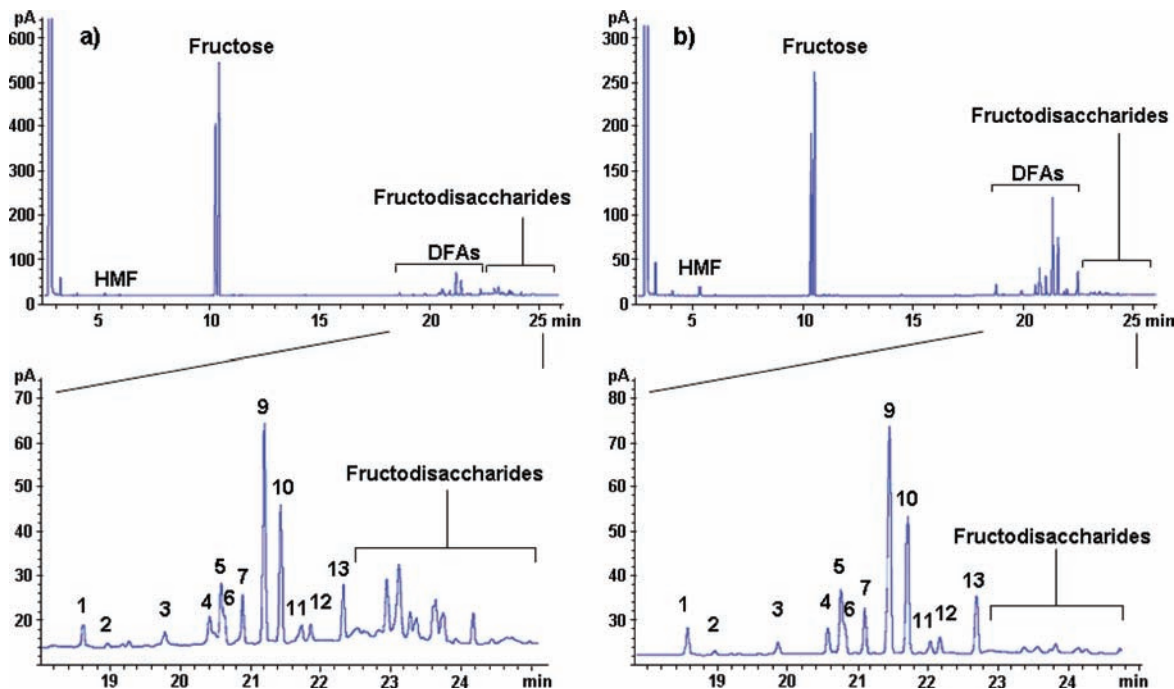 pA
600
500
400
300
200
100
a)
Fructose
HMF
DFAs
Fructodisaccharides
5 10 15 20 25 min
pA
70
60
50
40
30
20
1 2 3 4 5 6 7 9 10 11 12 13
Fructodisaccharides
19 20 21 22 23 24 min
pA
300
250
200
150
100
50
0
b)
Fructose
HMF
DFAs
Fructodisaccharides
5 10 15 20 25 min
pA
80
70
60
50
40
30
1 2 3 4 5 6 7 9 10 11 12 13
Fructodisaccharides
19 20 21 22 23 24 min